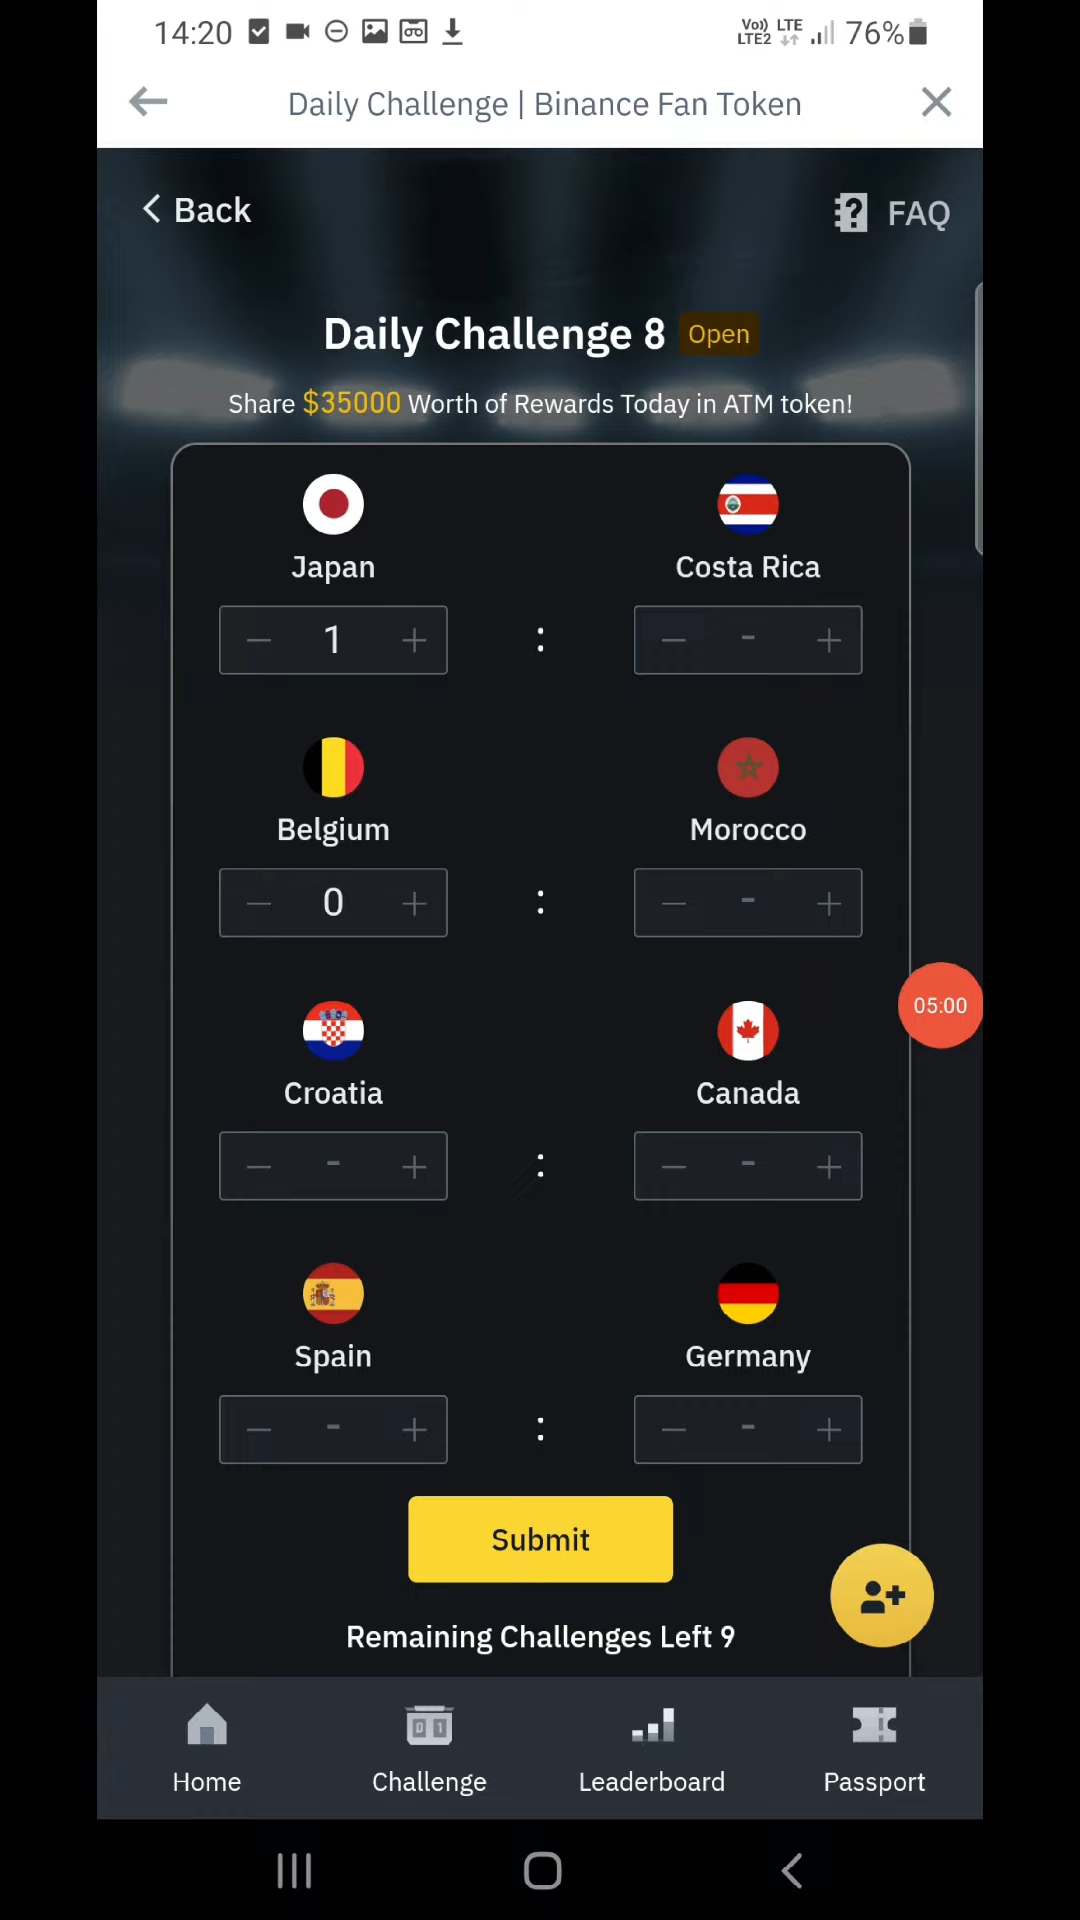 14:20 Vo)) LTE LTE2 76%
Daily Challenge | Binance Fan Token
Back FAQ
Daily Challenge 8 Open
Share $35000 Worth of Rewards Today in ATM token!
Japan Costa Rica
− 1 + : − - +
Belgium Morocco
− 0 + : − - +
05:00
Croatia Canada
− - + : − - +
Spain Germany
− - + : − - +
Submit
Remaining Challenges Left 9
0 1
Home Challenge Leaderboard Passport